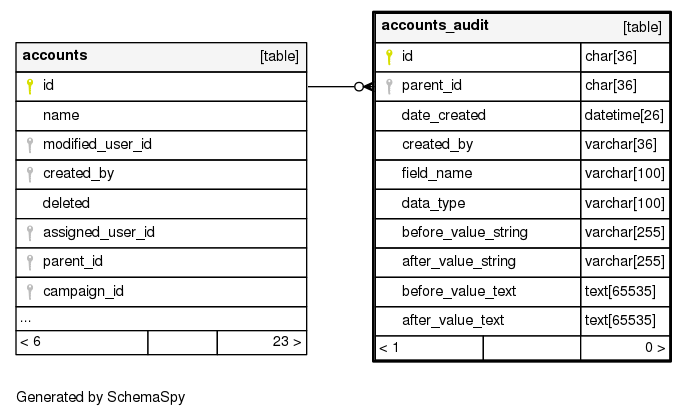 accounts [table]
id
name
modified_user_id
created_by
deleted
assigned_user_id
parent_id
campaign_id
...
< 6 23 >
accounts_audit [table]
id char[36]
parent_id char[36]
date_created datetime[26]
created_by varchar[36]
field_name varchar[100]
data_type varchar[100]
before_value_string varchar[255]
after_value_string varchar[255]
before_value_text text[65535]
after_value_text text[65535]
< 1 0 >
Generated by SchemaSpy